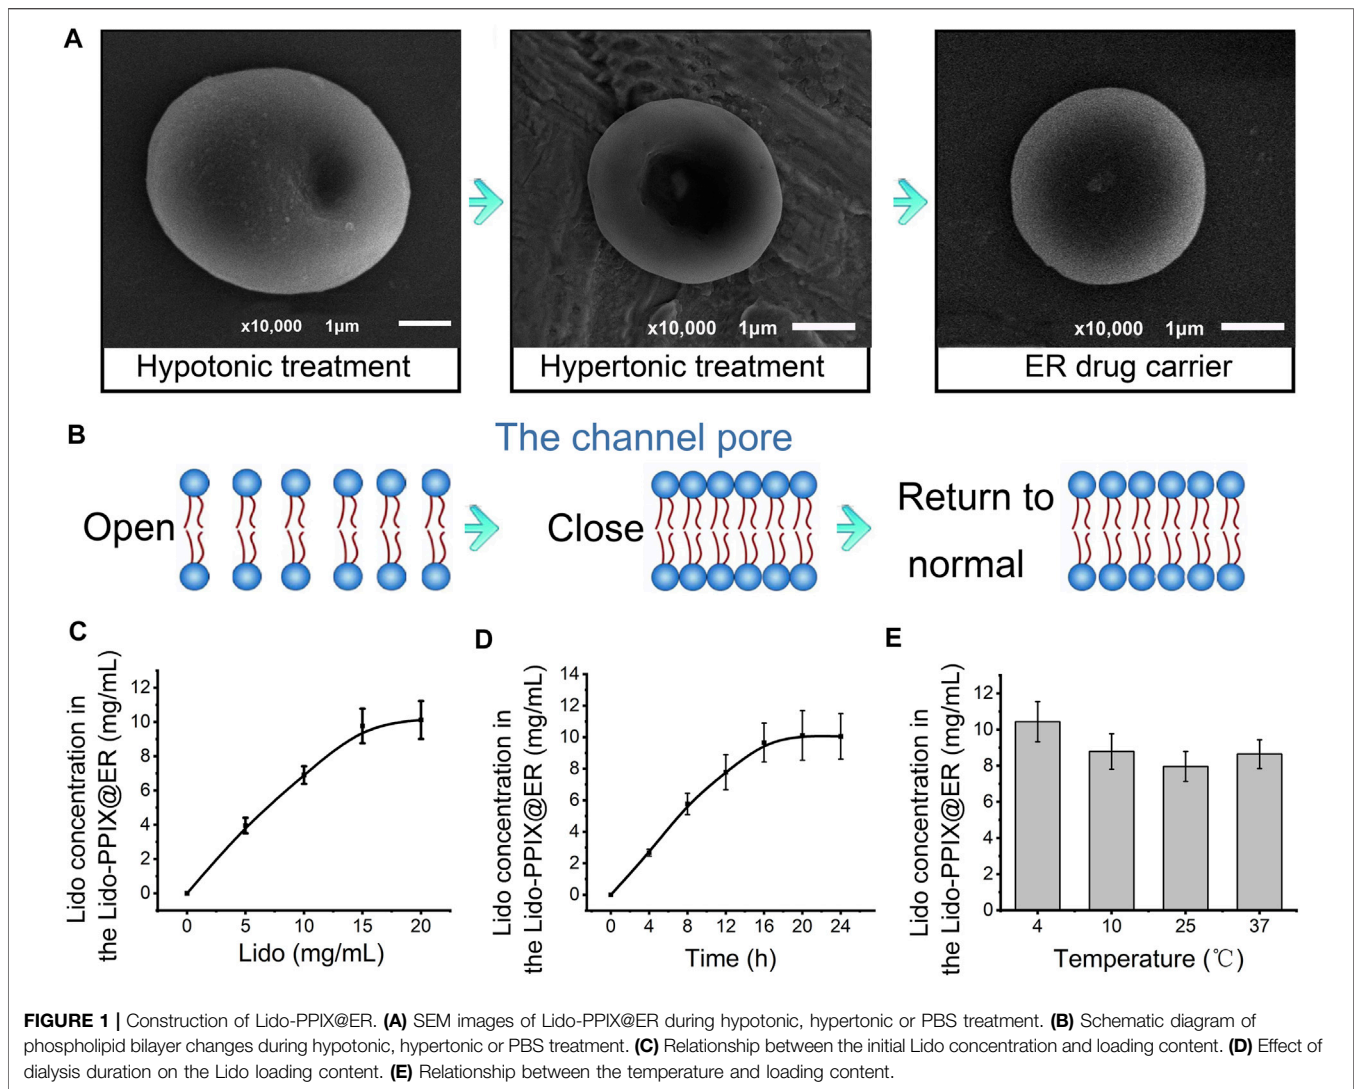 A
x10,000 1μm
x10,000 1μm
x10,000 1μm
Hypotonic treatment
Hypertonic treatment
ER drug carrier
B
The channel pore
Open
Close
Return to
normal
C
Lido concentration in
the Lido-PPIX@ER (mg/mL)
12
10
8
6
4
2
0
0 5 10 15 20
Lido (mg/mL)
D
Lido concentration in
the Lido-PPIX@ER (mg/mL)
14
12
10
8
6
4
2
0
0 4 8 12 16 20 24
Time (h)
E
Lido concentration in
the Lido-PPIX@ER (mg/mL)
12
10
8
6
4
2
0
4 10 25 37
Temperature (℃)
FIGURE 1 | Construction of Lido-PPIX@ER. (A) SEM images of Lido-PPIX@ER during hypotonic, hypertonic or PBS treatment. (B) Schematic diagram of
phospholipid bilayer changes during hypotonic, hypertonic or PBS treatment. (C) Relationship between the initial Lido concentration and loading content. (D) Effect of
dialysis duration on the Lido loading content. (E) Relationship between the temperature and loading content.